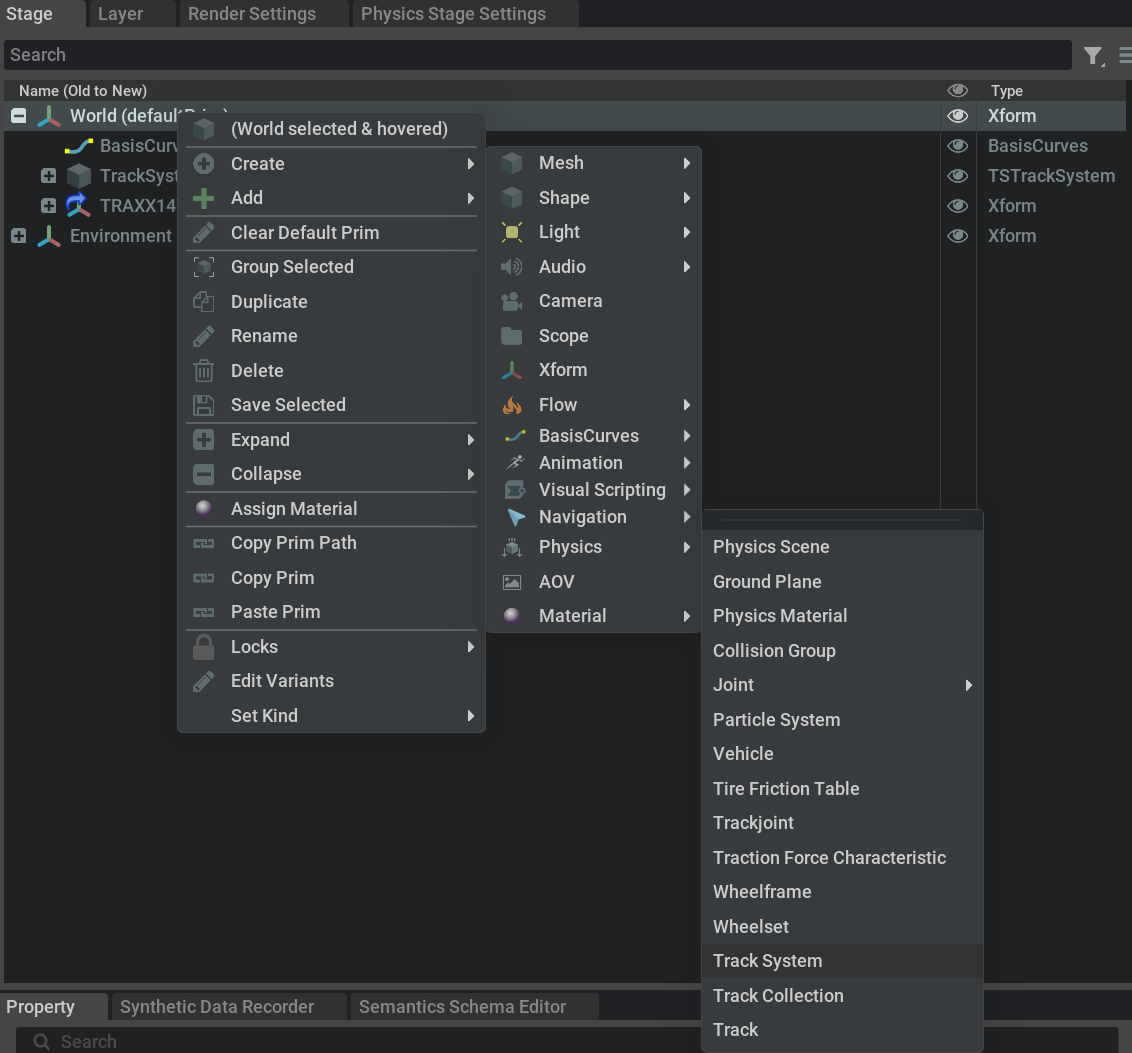 Stage Layer Render Settings Physics Stage Settings
Search
Name (Old to New) Type
World (default Xform
BasisCurv BasisCurves
TrackSyst TSTrackSystem
TRAXX147 Xform
Environment Xform
(World selected & hovered)
Create
Add
Clear Default Prim
Group Selected
Duplicate
Rename
Delete
Save Selected
Expand
Collapse
Assign Material
Copy Prim Path
Copy Prim
Paste Prim
Locks
Edit Variants
Set Kind
Mesh
Shape
Light
Audio
Camera
Scope
Xform
Flow
BasisCurves
Animation
Visual Scripting
Navigation
Physics
AOV
Material
Physics Scene
Ground Plane
Physics Material
Collision Group
Joint
Particle System
Vehicle
Tire Friction Table
Trackjoint
Traction Force Characteristic
Wheelframe
Wheelset
Track System
Track Collection
Track
Property Synthetic Data Recorder Semantics Schema Editor
Search